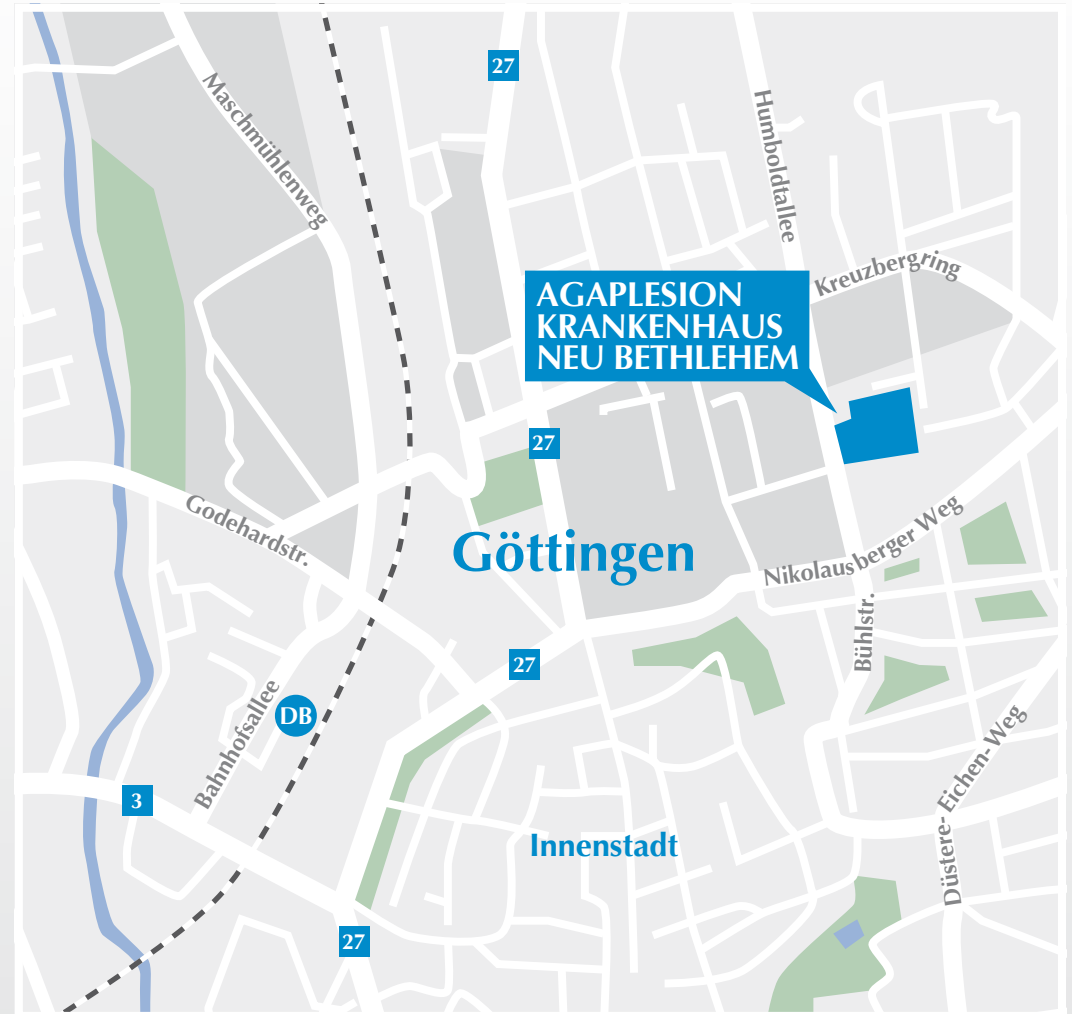 27
Maschmühlenweg
Humboldtallee
Kreuzbergring
AGAPLESION
KRANKENHAUS
NEU BETHLEHEM
27
Godehardstr.
Göttingen
Nikolausberger Weg
Bühlstr.
27
DB
Bahnhofsallee
3
Düstere-Eichen-Weg
Innenstadt
27